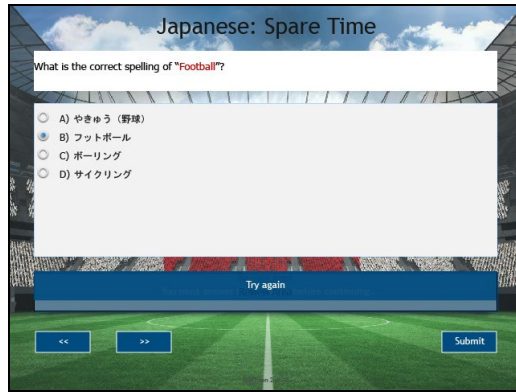 Japanese: Spare Time
What is the correct spelling of "Football"?
A) やきゅう（野球）
B) フットボール
C) ボーリング
D) サイクリング
Try again
<<
>>
Submit